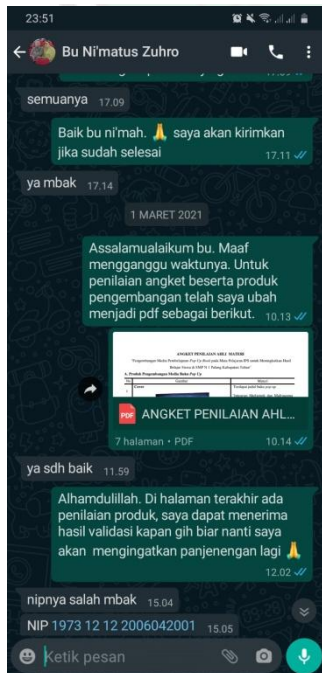 23:51
Bu Ni'matus Zuhro
semuanya 17.09
Baik bu ni'mah. 🙏 saya akan kirimkan
jika sudah selesai 17.11
ya mbak 17.14
1 MARET 2021
Assalamualaikum bu. Maaf
mengganggu waktunya. Untuk
penilaian angket beserta produk
pengembangan telah saya ubah
menjadi pdf sebagai berikut. 10.13
ANGKET PENILAIAN AHLI MATERI
PDF ANGKET PENILAIAN AHL...
7 halaman • PDF 10.14
ya sdh baik 11.59
Alhamdulillah. Di halaman terakhir ada
penilaian produk, saya dapat menerima
hasil validasi kapan gih biar nanti saya
akan mengingatkan panjenengan lagi 🙏
12.02
nipnya salah mbak 15.04
NIP 1973 12 12 2006042001 15.05
Ketik pesan